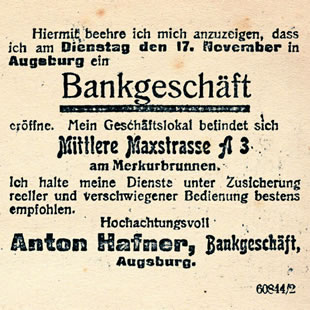 Hiermit beehre ich mich anzuzeigen, dass
ich am Dienstag den 17. November in
Augsburg ein
Bankgeschäft
eröffne. Mein Geschäftslokal befindet sich
Mittlere Maxstrasse A 3
am Merkurbrunnen.
Ich halte meine Dienste unter Zusicherung
reeller und verschwiegener Bedienung bestens
empfohlen.
Hochachtungsvoll
Anton Hafner, Bankgeschäft,
Augsburg.
60844/2